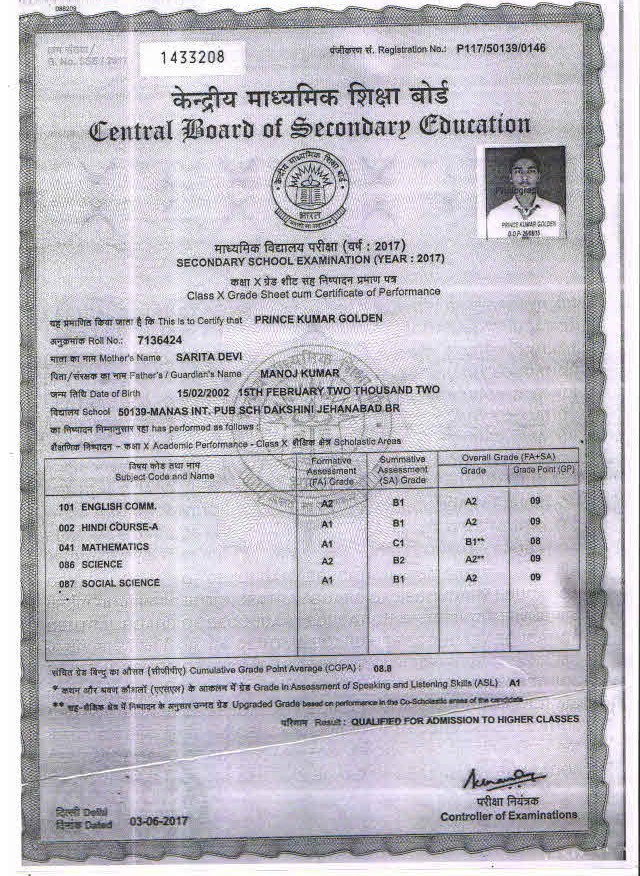 086209
क्रम संख्या /
S. No. SSE / 2017
1433208
पंजीकरण सं. Registration No.: P117/50139/0146
केन्द्रीय माध्यमिक शिक्षा बोर्ड
Central Board of Secondary Education
केन्द्रीय माध्यमिक शिक्षा बोर्ड
भारत
Photograph
PRINCE KUMAR GOLDEN
माध्यमिक विद्यालय परीक्षा (वर्ष : 2017)
SECONDARY SCHOOL EXAMINATION (YEAR : 2017)
कक्षा X ग्रेड शीट सह निष्पादन प्रमाण पत्र
Class X Grade Sheet cum Certificate of Performance
यह प्रमाणित किया जाता है कि This is to Certify that PRINCE KUMAR GOLDEN
अनुक्रमांक Roll No.: 7136424
माता का नाम Mother's Name SARITA DEVI
पिता/संरक्षक का नाम Father's / Guardian's Name MANOJ KUMAR
जन्म तिथि Date of Birth 15/02/2002 15TH FEBRUARY TWO THOUSAND TWO
विद्यालय School 50139-MANAS INT. PUB SCH DAKSHINI JEHANABAD BR
का निष्पादन निम्नानुसार रहा has performed as follows :
शैक्षणिक निष्पादन - कक्षा X Academic Performance - Class X शैक्षिक क्षेत्र Scholastic Areas
विषय कोड तथा नाम Subject Code and Name
Formative Assessment (FA) Grade
Summative Assessment (SA) Grade
Overall Grade (FA+SA)
Grade Grade Point (GP)
101 ENGLISH COMM. A2 B1 A2 09
002 HINDI COURSE-A A1 B1 A2 09
041 MATHEMATICS A1 C1 B1** 08
086 SCIENCE A2 B2 A2** 09
087 SOCIAL SCIENCE A1 B1 A2 09
संचित ग्रेड बिन्दु का औसत (सीजीपीए) Cumulative Grade Point Average (CGPA) : 08.8
* कथन और श्रवण कौशलों (एएसएल) के आकलन में ग्रेड Grade in Assessment of Speaking and Listening Skills (ASL) A1
** सह-शैक्षिक क्षेत्र में निष्पादन के अनुसार उन्नत ग्रेड Upgraded Grade based on performance in the Co-Scholastic areas of the candidate
परिणाम Result : QUALIFIED FOR ADMISSION TO HIGHER CLASSES
परीक्षा नियंत्रक
Controller of Examinations
दिल्ली Delhi
दिनांक Dated 03-06-2017